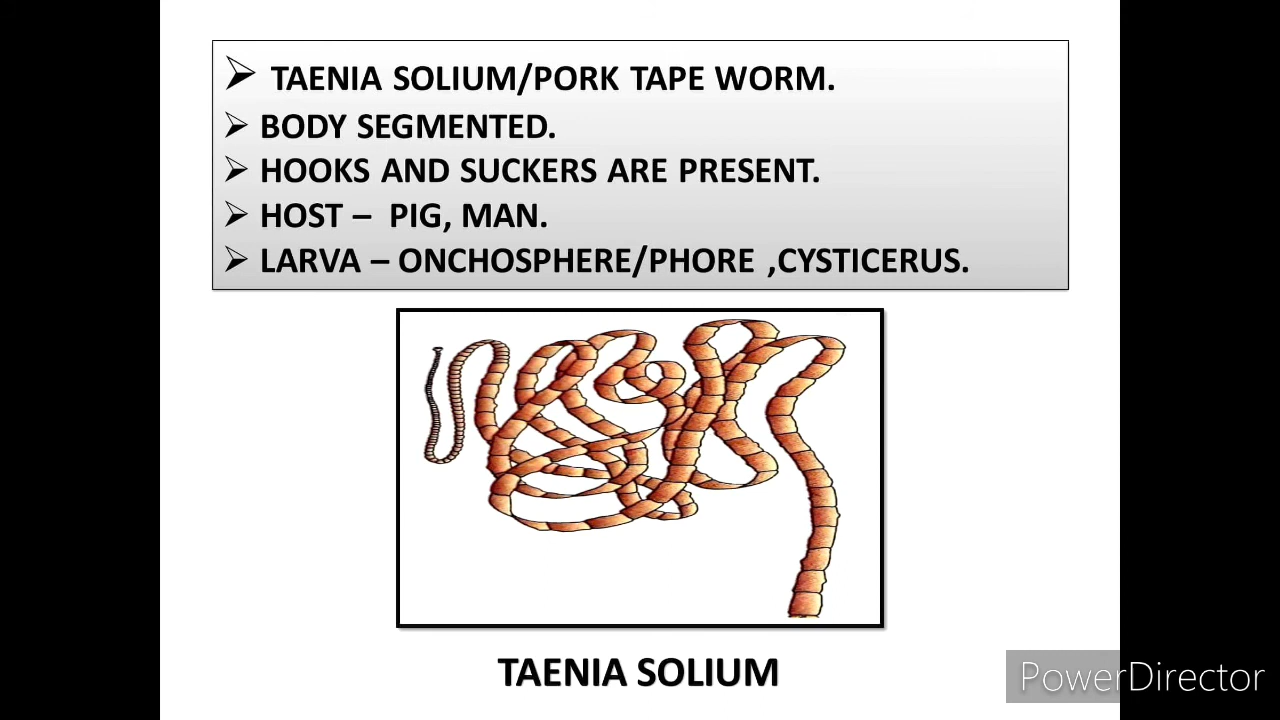 ➢ TAENIA SOLIUM/PORK TAPE WORM.
➢ BODY SEGMENTED.
➢ HOOKS AND SUCKERS ARE PRESENT.
➢ HOST – PIG, MAN.
➢ LARVA – ONCHOSPHERE/PHORE ,CYSTICERUS.
TAENIA SOLIUM
PowerDirector